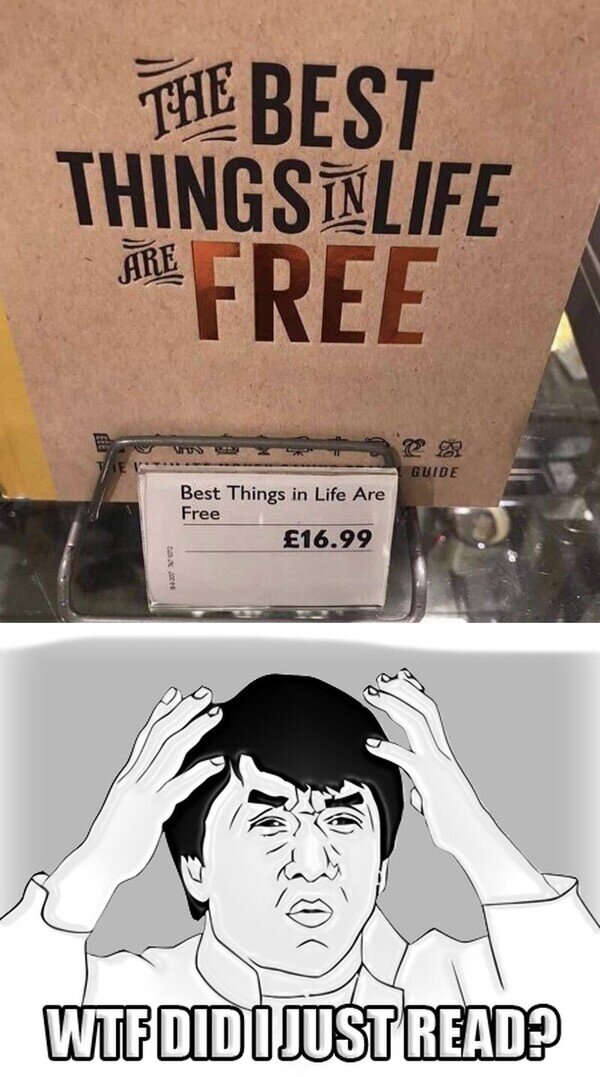 THE BEST
THINGS IN LIFE
ARE FREE
GUIDE
Best Things in Life Are
Free
£16.99
WTF DID I JUST READ?